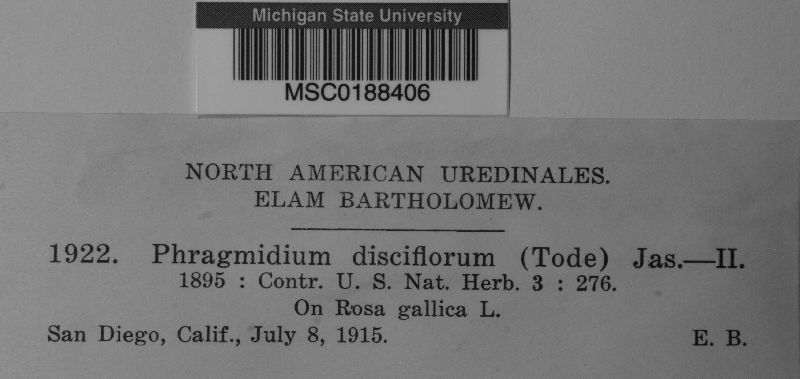 Michigan State University
MSC0188406
NORTH AMERICAN UREDINALES.
ELAM BARTHOLOMEW.
1922. Phragmidium disciflorum (Tode) Jas.—II.
1895 : Contr. U. S. Nat. Herb. 3 : 276.
On Rosa gallica L.
San Diego, Calif., July 8, 1915. E. B.